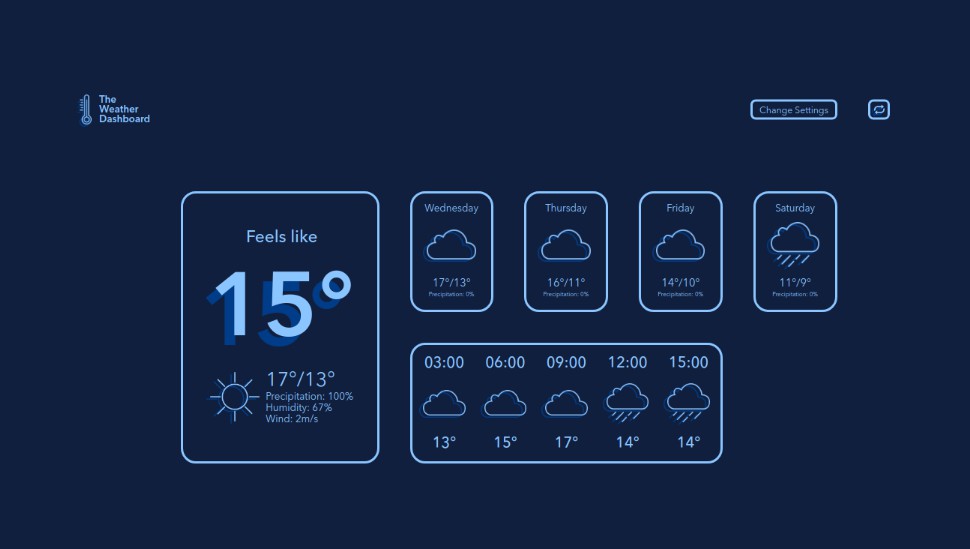 The
Weather
Dashboard
Change Settings
Feels like
15°
17°/13°
Precipitation: 100%
Humidity: 67%
Wind: 2m/s
Wednesday
17°/13°
Precipitation: 0%
Thursday
16°/11°
Precipitation: 0%
Friday
14°/10°
Precipitation: 0%
Saturday
11°/9°
Precipitation: 0%
03:00 06:00 09:00 12:00 15:00
13° 15° 17° 14° 14°